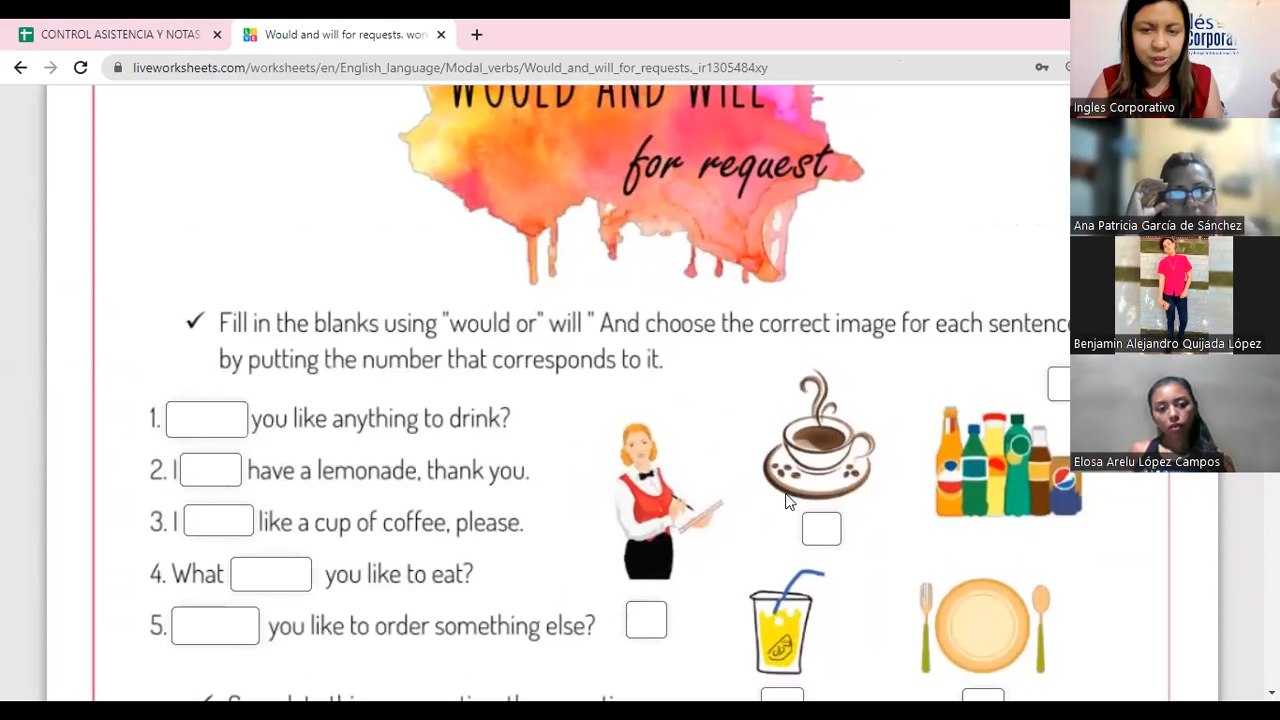 CONTROL ASISTENCIA Y NOTAS
Would and will for requests. wor
liveworksheets.com/worksheets/en/English_language/Modal_verbs/Would_and_will_for_requests._ir1305484xy
WOULD AND WILL
for request
✓ Fill in the blanks using "would or" will " And choose the correct image for each sentenc
by putting the number that corresponds to it.
1. you like anything to drink?
2. I have a lemonade, thank you.
3. I like a cup of coffee, please.
4. What you like to eat?
5. you like to order something else?
lés
Corporat
Ingles Corporativo
Ana Patricia García de Sánchez
Benjamin Alejandro Quijada López
Elosa Arelu López Campos